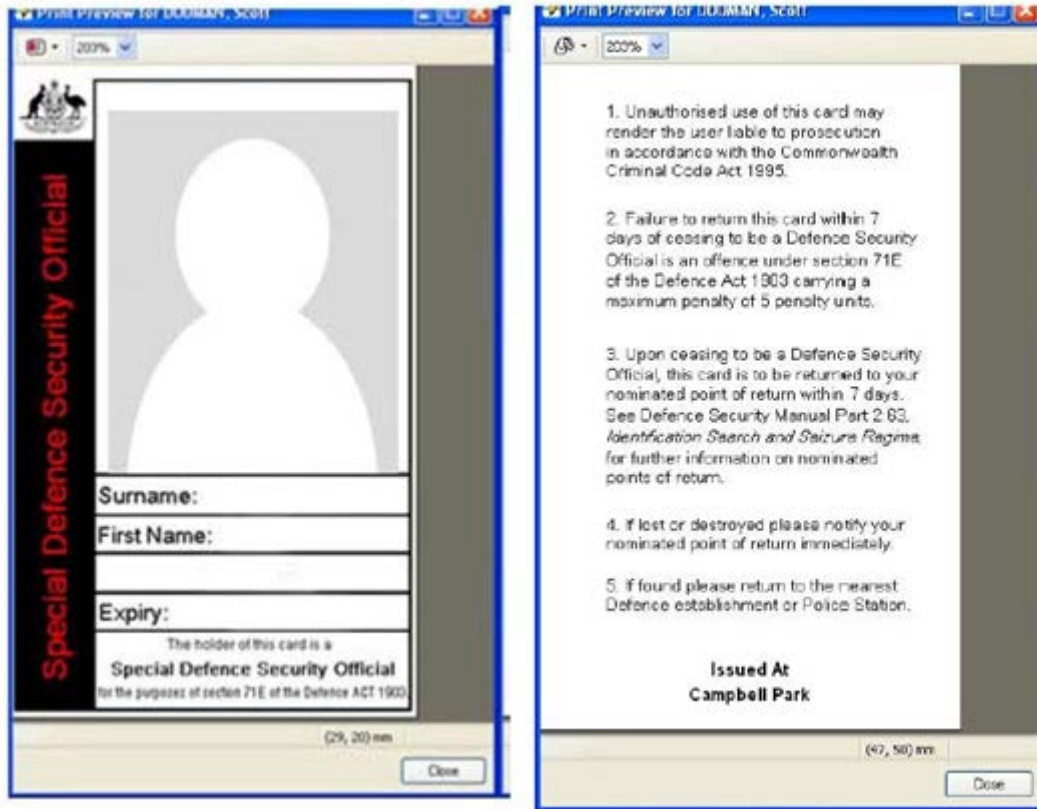 Print Preview for DODMAN, Scott
200%
Special Defence Security Official
Surname:
First Name:
Expiry:
The holder of this card is a
Special Defence Security Official
for the purposes of section 71E of the Defence ACT 1903.
(29, 20) mm
Close
Print Preview for DODMAN, Scott
200%
1. Unauthorised use of this card may
render the user liable to prosecution
in accordance with the Commonwealth
Criminal Code Act 1995.
2. Failure to return this card within 7
days of ceasing to be a Defence Security
Official is an offence under section 71E
of the Defence Act 1903 carrying a
maximum penalty of 5 penalty units.
3. Upon ceasing to be a Defence Security
Official, this card is to be returned to your
nominated point of return within 7 days.
See Defence Security Manual Part 2:63,
Identification Search and Seizure Regime,
for further information on nominated
points of return.
4. If lost or destroyed please notify your
nominated point of return immediately.
5. If found please return to the nearest
Defence establishment or Police Station.
Issued At
Campbell Park
(47, 50) mm
Close